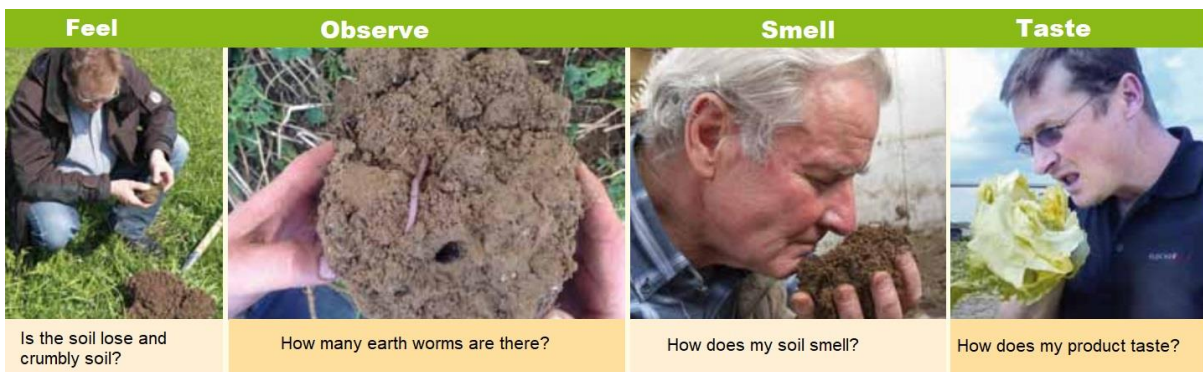 Feel
Observe
Smell
Taste
Is the soil lose and
crumbly soil?
How many earth worms are there?
How does my soil smell?
How does my product taste?